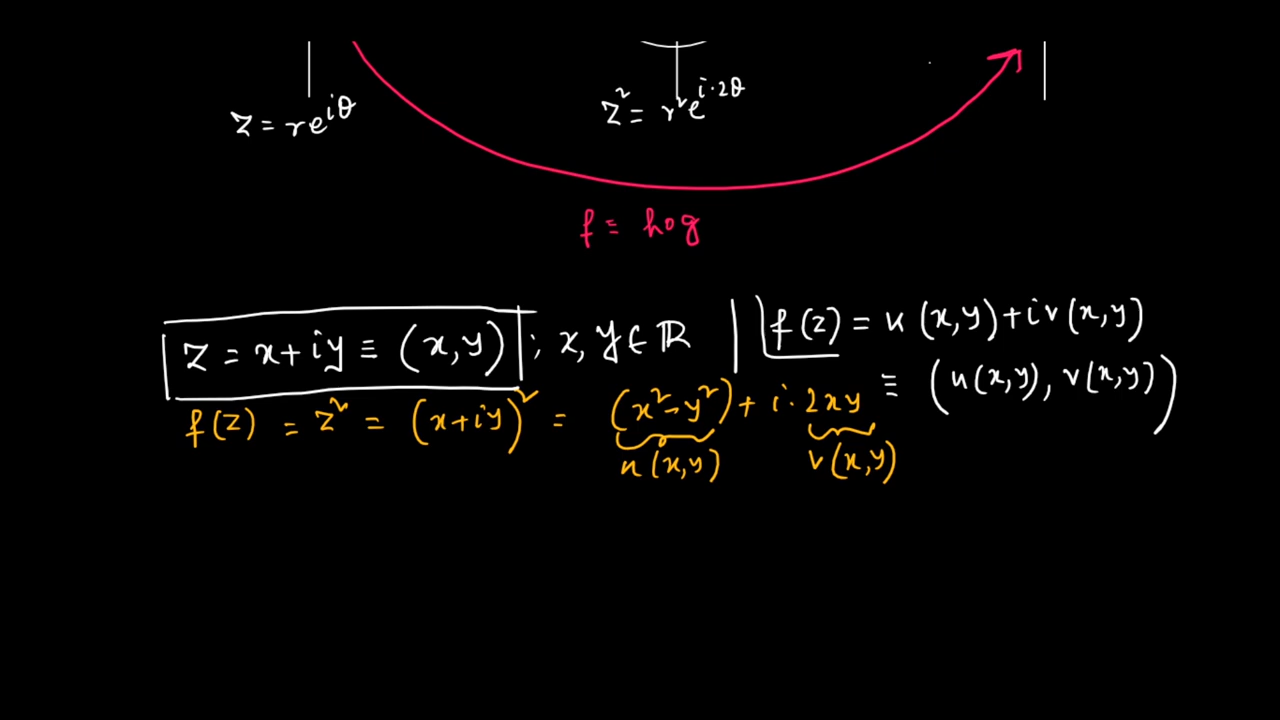 z = re^{iθ}
z² = r²e^{i·2θ}
f ≡ h∘g
z = x+iy ≡ (x,y) ; x, y ∈ ℝ | f(z) = u(x,y)+iv(x,y)
≡ (u(x,y), v(x,y))
f(z) = z² = (x+iy)² = (x²-y²) + i·2xy
u(x,y) v(x,y)